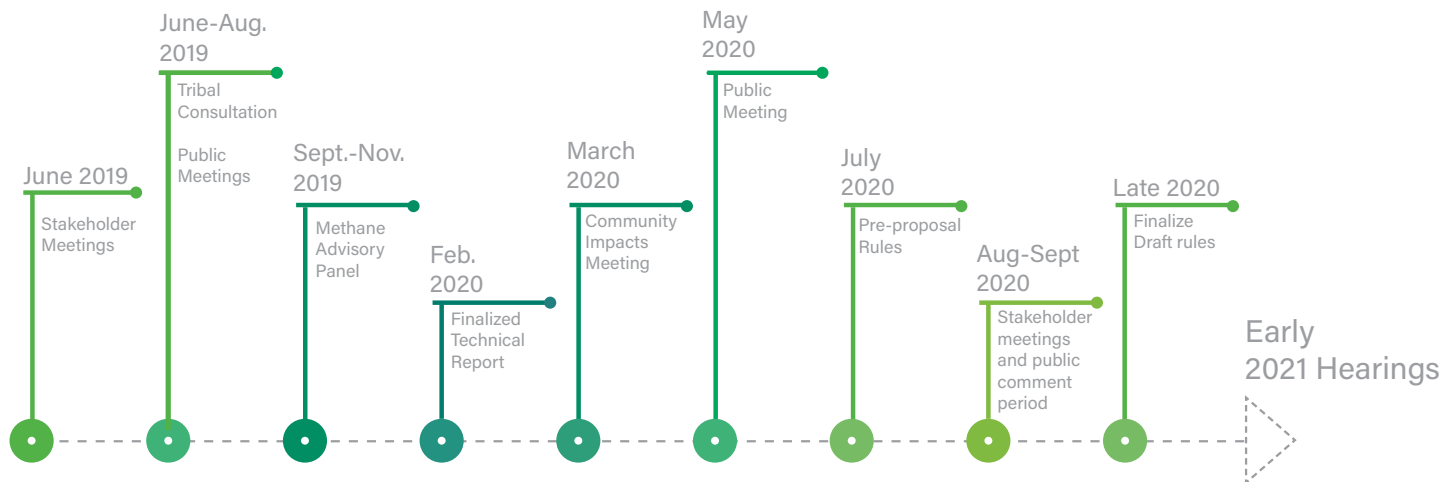 June 2019
Stakeholder
Meetings
June-Aug.
2019
Tribal
Consultation
Public
Meetings
Sept.-Nov.
2019
Methane
Advisory
Panel
Feb.
2020
Finalized
Technical
Report
March
2020
Community
Impacts
Meeting
May
2020
Public
Meeting
July
2020
Pre-proposal
Rules
Aug-Sept
2020
Stakeholder
meetings
and public
comment
period
Late 2020
Finalize
Draft rules
Early
2021 Hearings